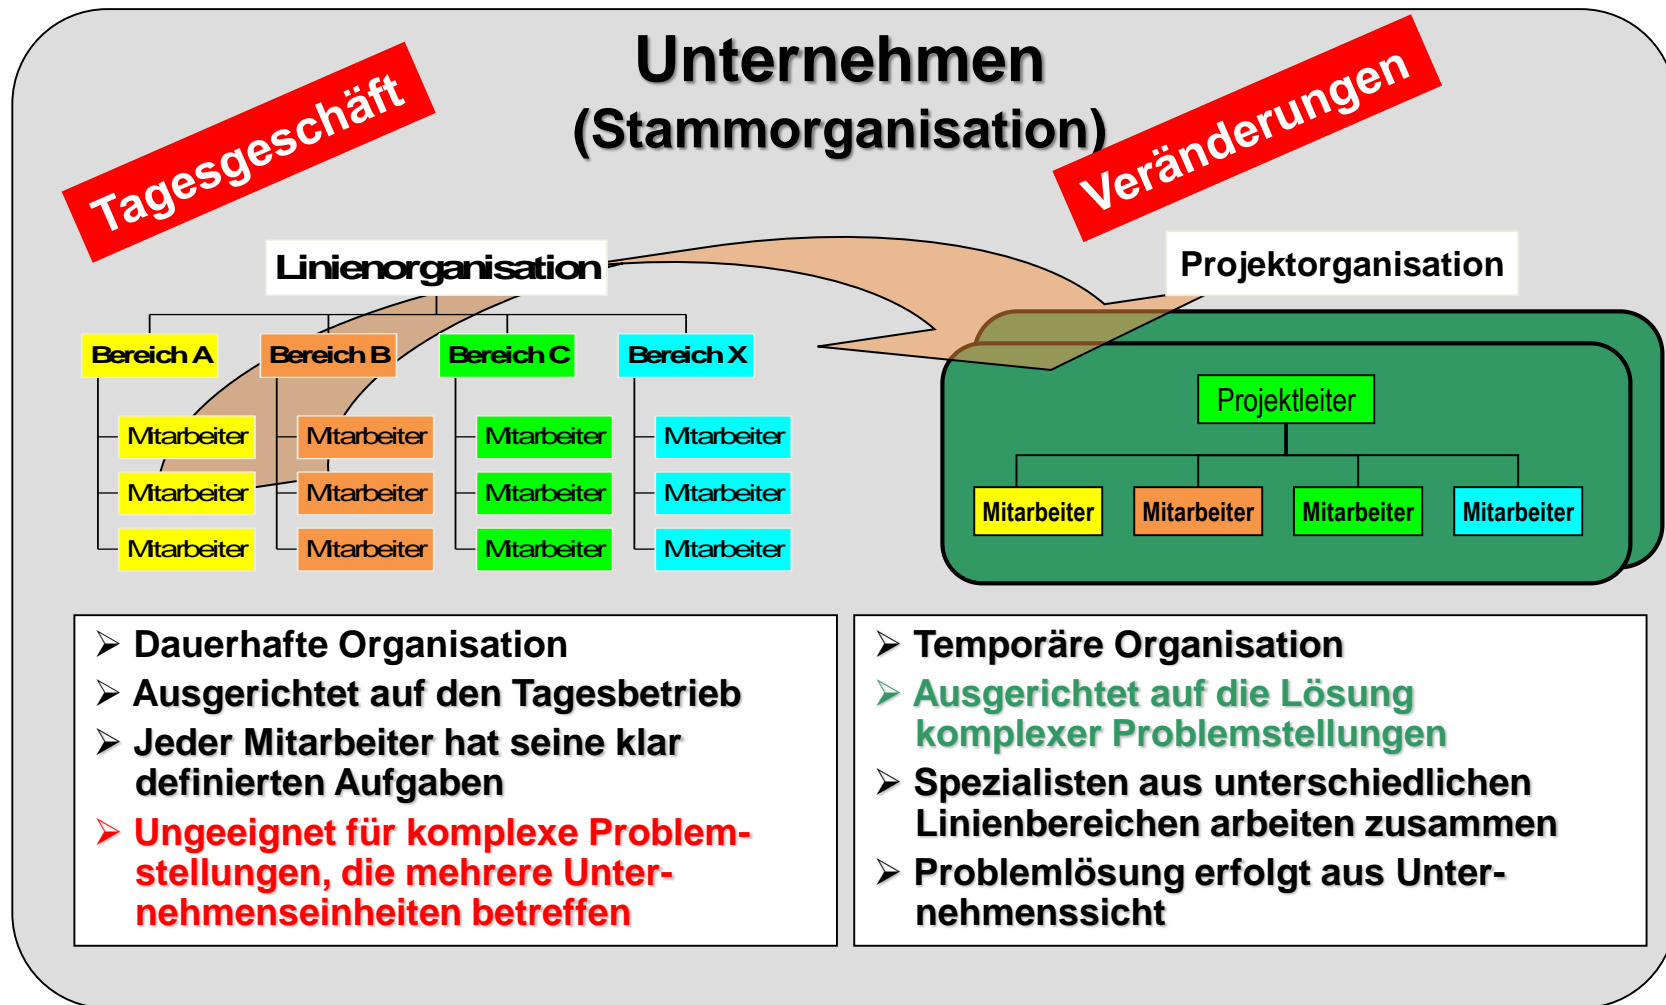 Unternehmen
(Stammorganisation)
Tagesgeschäft
Veränderungen
Linienorganisation
Bereich A
Bereich B
Bereich C
Bereich X
Mitarbeiter
Mitarbeiter
Mitarbeiter
Mitarbeiter
Mitarbeiter
Mitarbeiter
Mitarbeiter
Mitarbeiter
Mitarbeiter
Mitarbeiter
Mitarbeiter
Mitarbeiter
Projektorganisation
Projektleiter
Mitarbeiter
Mitarbeiter
Mitarbeiter
Mitarbeiter
➢ Dauerhafte Organisation
➢ Ausgerichtet auf den Tagesbetrieb
➢ Jeder Mitarbeiter hat seine klar
definierten Aufgaben
➢ Ungeeignet für komplexe Problem-
stellungen, die mehrere Unter-
nehmenseinheiten betreffen
➢ Temporäre Organisation
➢ Ausgerichtet auf die Lösung
komplexer Problemstellungen
➢ Spezialisten aus unterschiedlichen
Linienbereichen arbeiten zusammen
➢ Problemlösung erfolgt aus Unter-
nehmenssicht